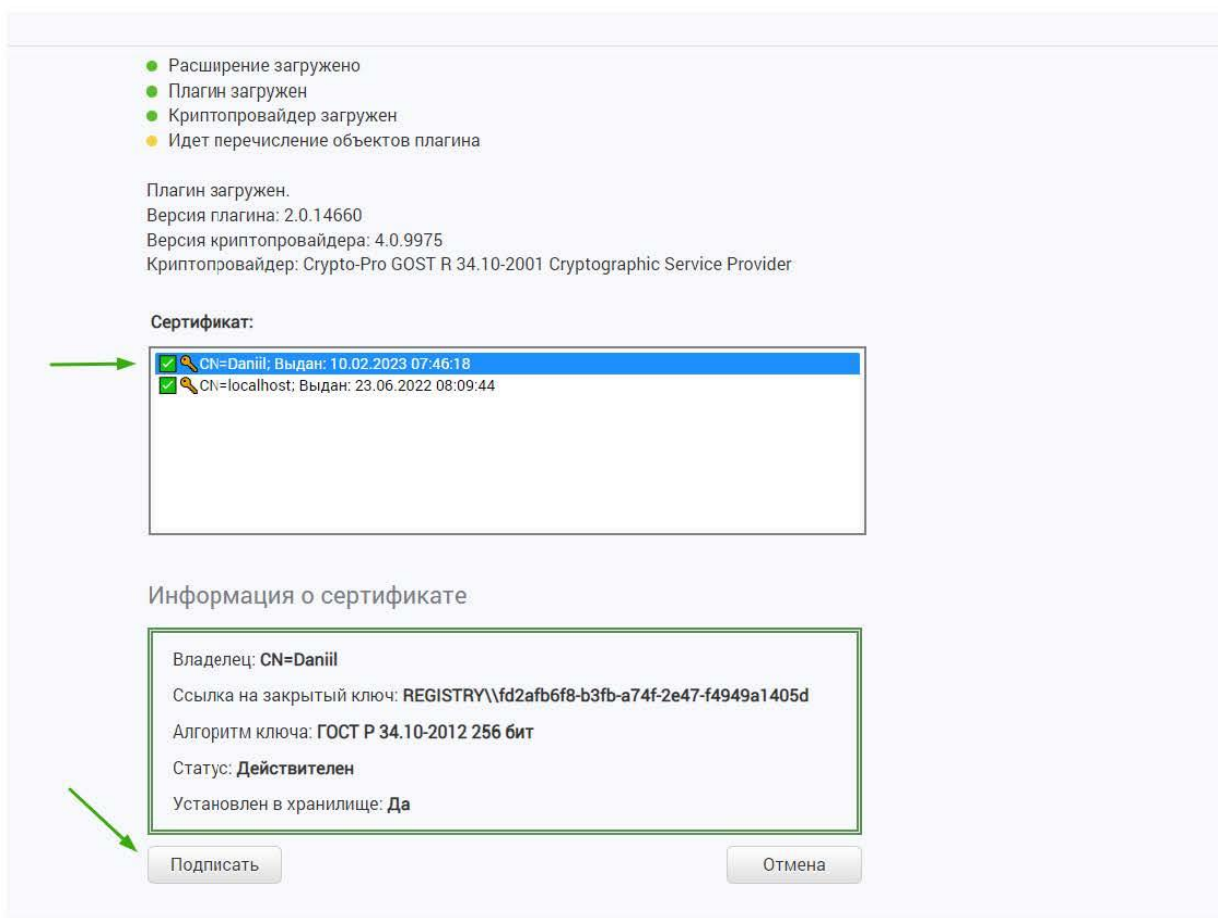 Расширение загружено
Плагин загружен
Криптопровайдер загружен
Идет перечисление объектов плагина
Плагин загружен.
Версия плагина: 2.0.14660
Версия криптопровайдера: 4.0.9975
Криптопровайдер: Crypto-Pro GOST R 34.10-2001 Cryptographic Service Provider
Сертификат:
CN=Daniil; Выдан: 10.02.2023 07:46:18
CN=localhost; Выдан: 23.06.2022 08:09:44
Информация о сертификате
Владелец: CN=Daniil
Ссылка на закрытый ключ: REGISTRY\\fd2afb6f8-b3fb-a74f-2e47-f4949a1405d
Алгоритм ключа: ГОСТ Р 34.10-2012 256 бит
Статус: Действителен
Установлен в хранилище: Да
Подписать Отмена